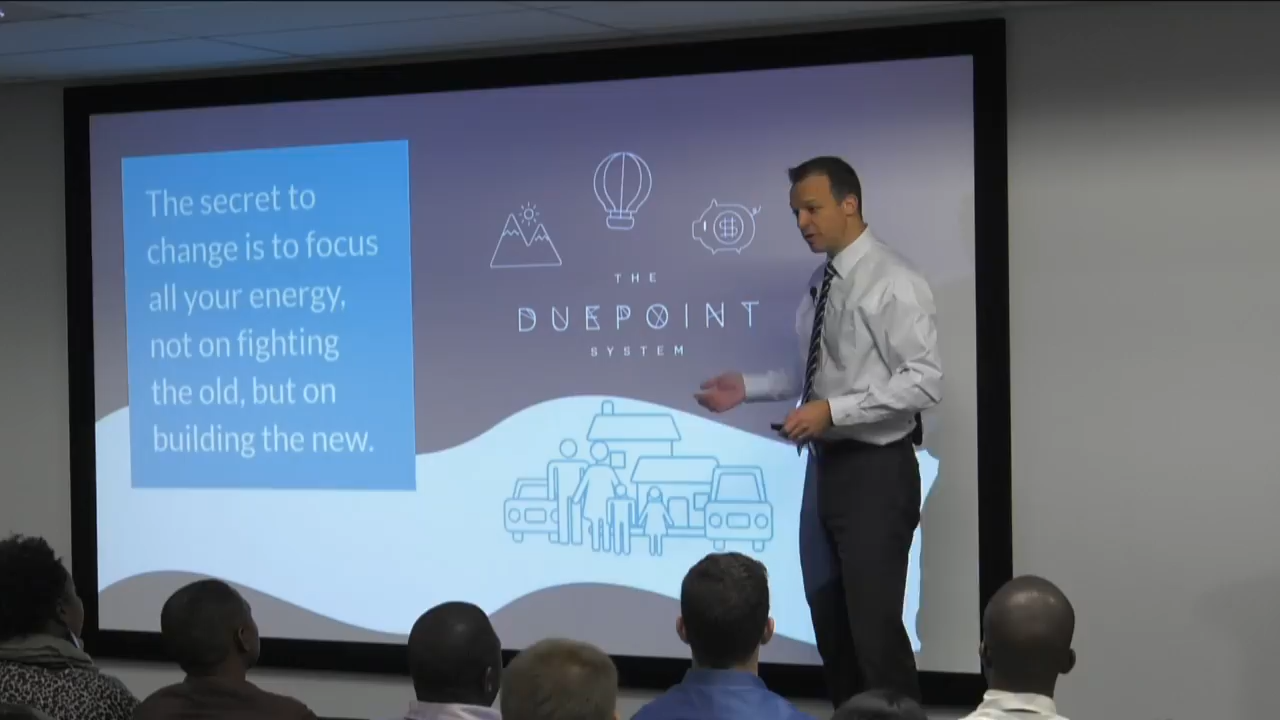 The secret to
change is to focus
all your energy,
not on fighting
the old, but on
building the new.
THE
DUEPOINT
SYSTEM
$